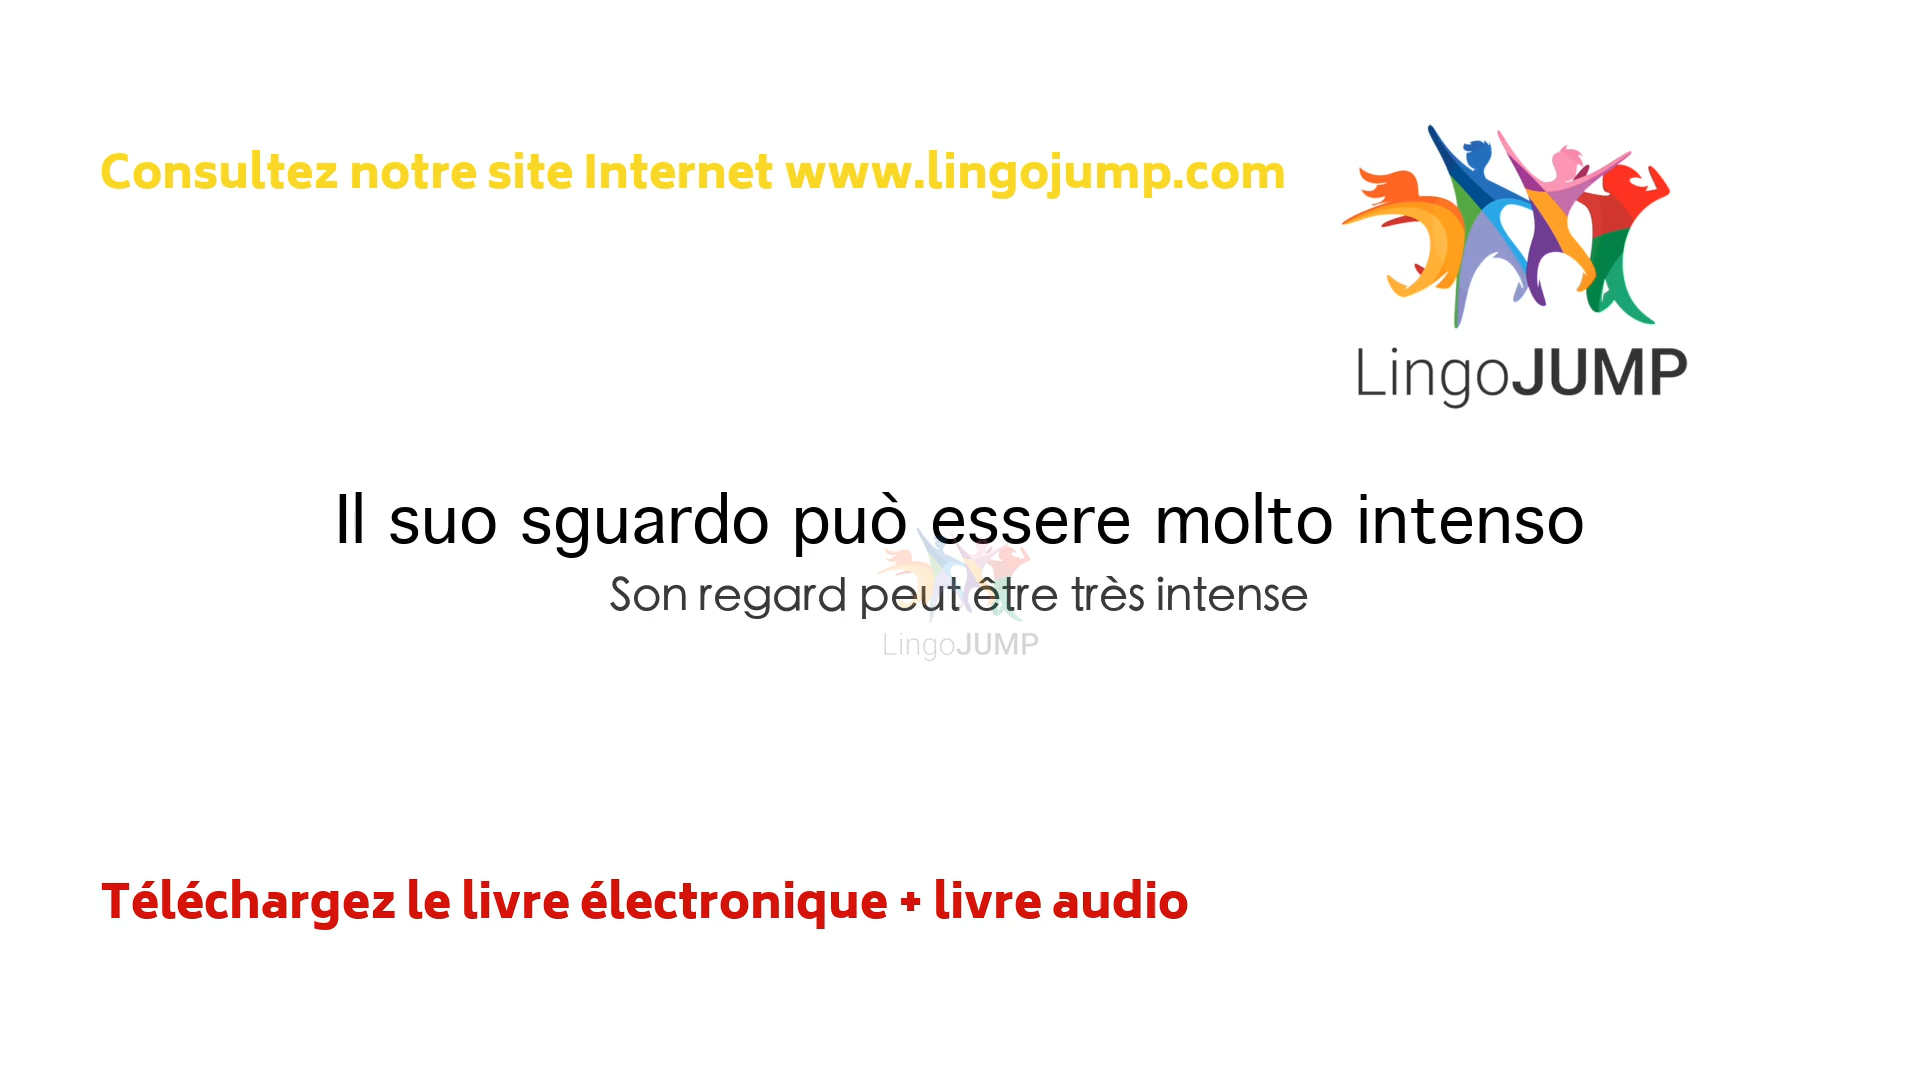 Consultez notre site Internet www.lingojump.com
LingoJUMP
Il suo sguardo può essere molto intenso
Son regard peut être très intense
LingoJUMP
Téléchargez le livre électronique + livre audio